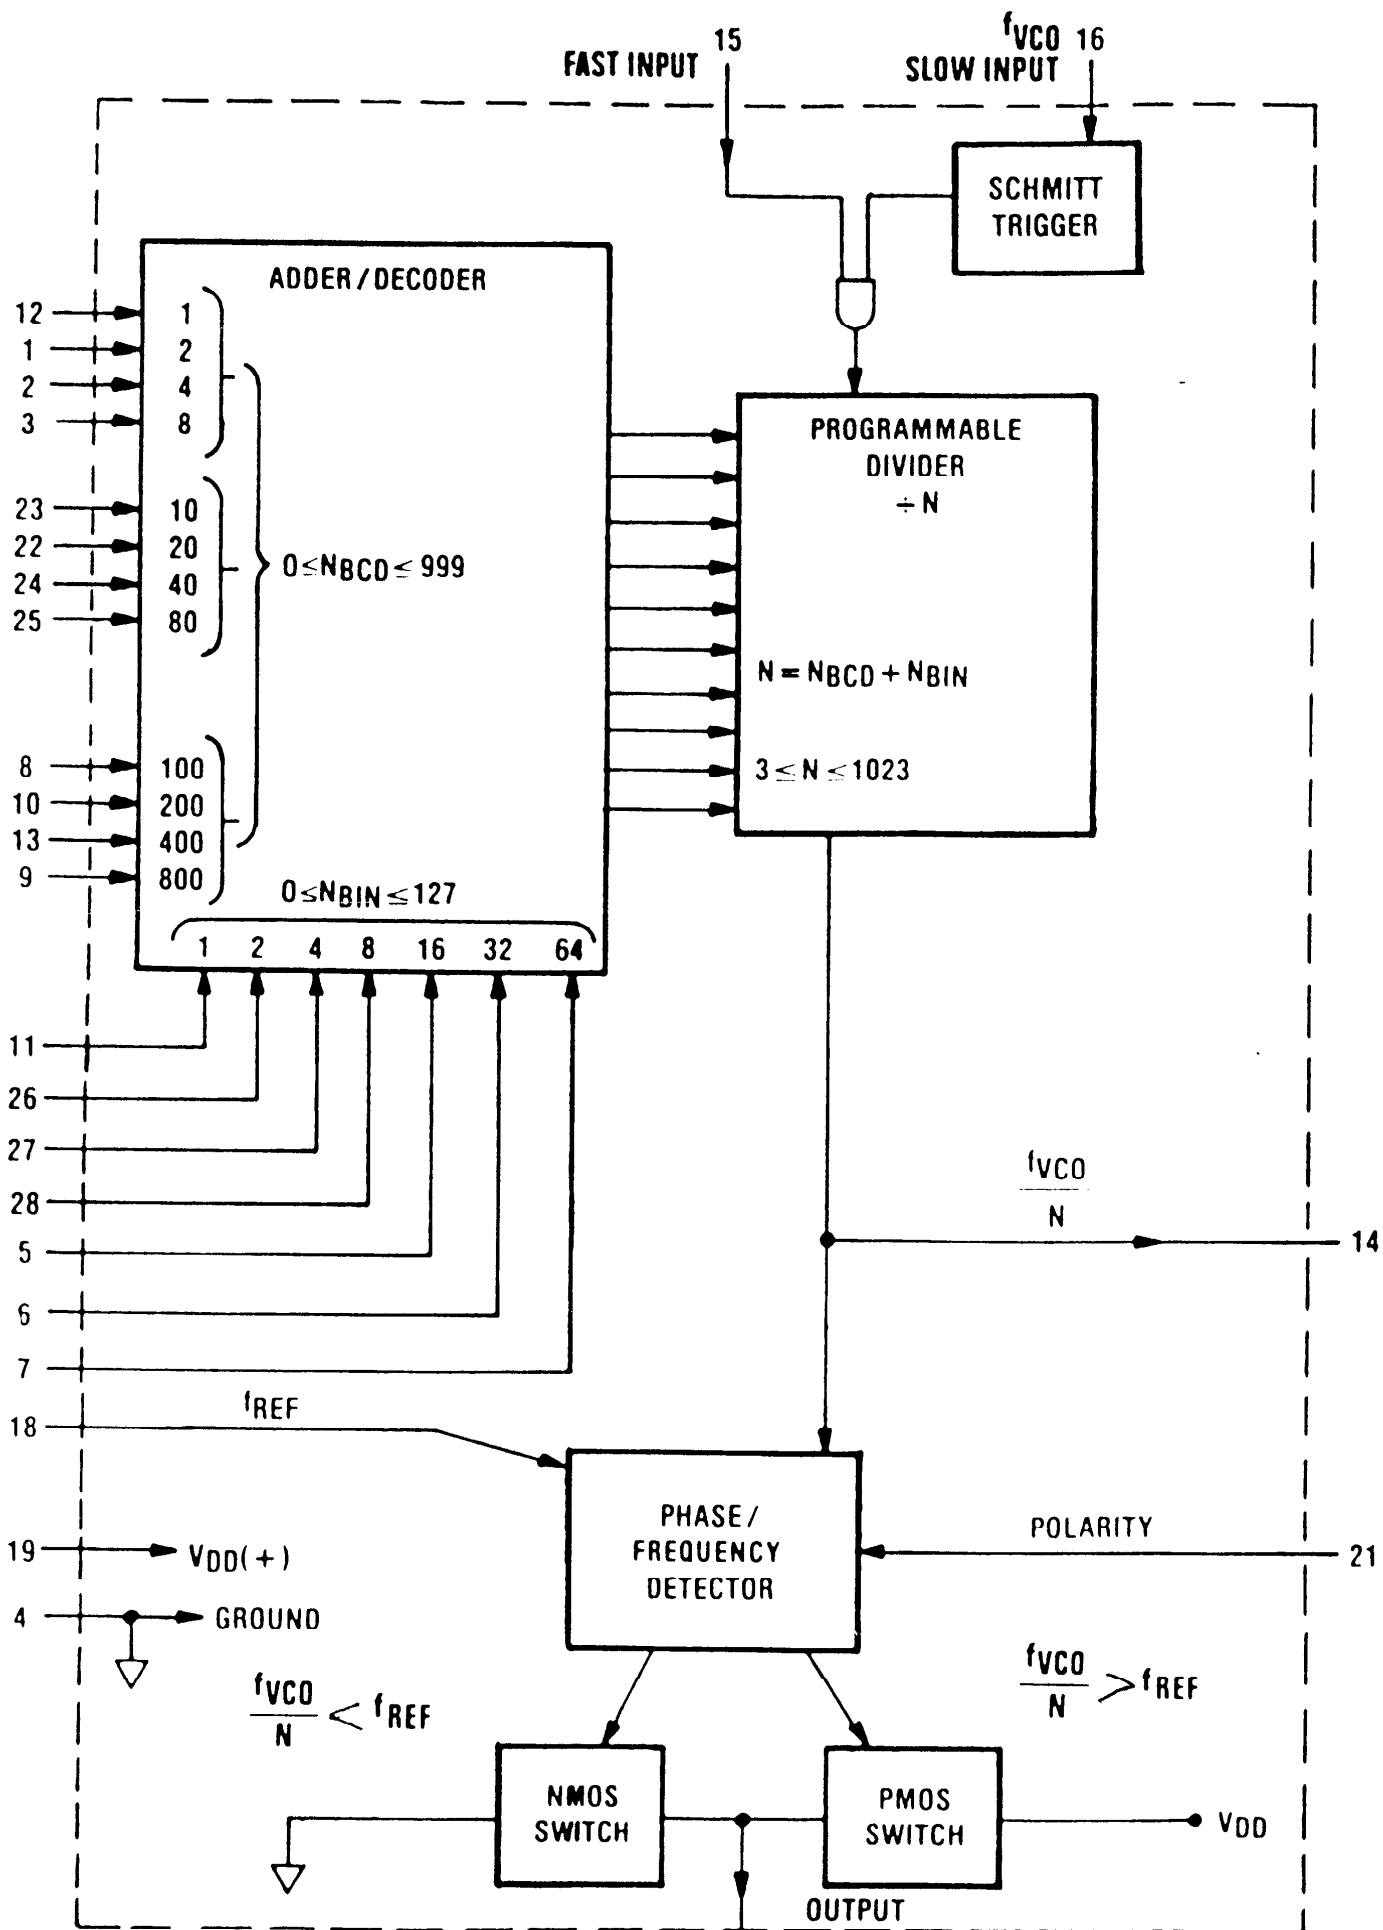 15
fVCO 16
FAST INPUT
SLOW INPUT
SCHMITT
TRIGGER
ADDER/DECODER
12 1
1 2
2 4
3 8
23 10
22 20
24 40
25 80
0≤NBCD≤999
8 100
10 200
13 400
9 800
0≤NBIN≤127
1 2 4 8 16 32 64
PROGRAMMABLE
DIVIDER
÷N
N=NBCD+NBIN
3≤N≤1023
11
26
27
28
5
6
7
fVCO
N
14
18 fREF
PHASE/
FREQUENCY
DETECTOR
POLARITY
21
19 VDD(+)
4 GROUND
fVCO
N < fREF
fVCO
N > fREF
NMOS
SWITCH
PMOS
SWITCH
VDD
OUTPUT